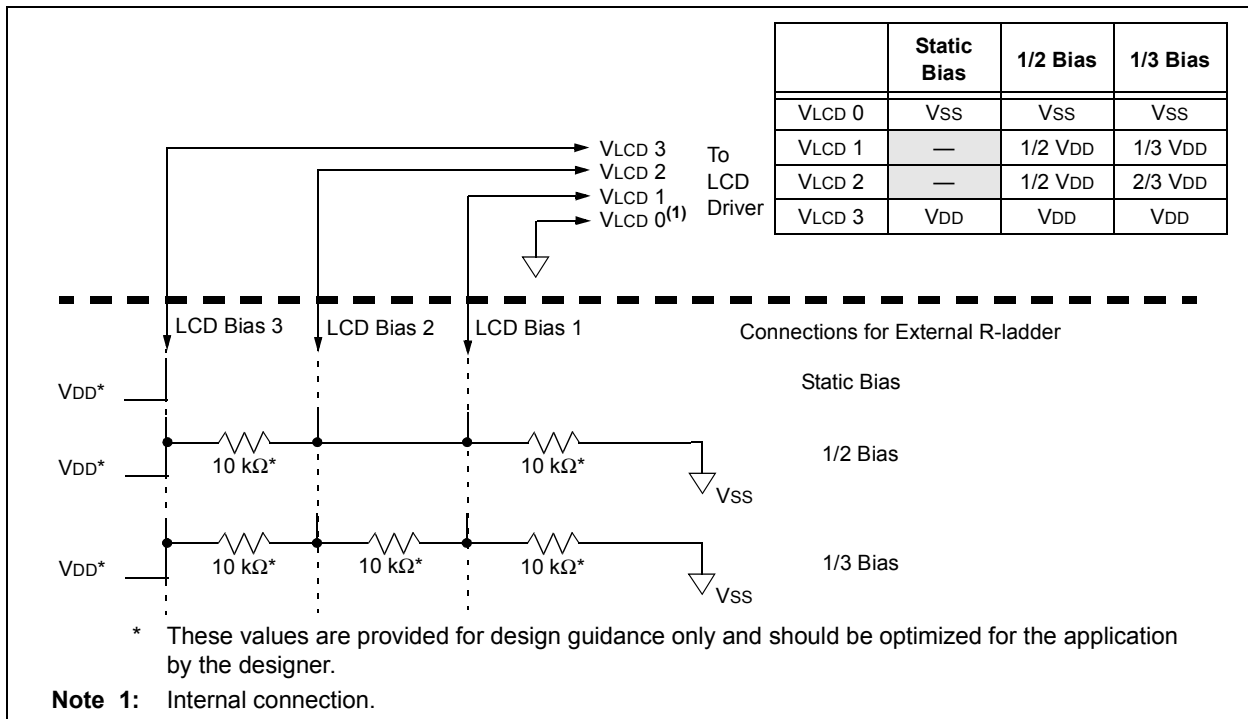 Static Bias 1/2 Bias 1/3 Bias
VLCD 0 VSS VSS VSS
VLCD 1 — 1/2 VDD 1/3 VDD
VLCD 2 — 1/2 VDD 2/3 VDD
VLCD 3 VDD VDD VDD
VLCD 3
VLCD 2
VLCD 1
VLCD 0(1)
To
LCD
Driver
LCD Bias 3 LCD Bias 2 LCD Bias 1 Connections for External R-ladder
VDD* Static Bias
VDD* 10 kΩ* 10 kΩ* VSS 1/2 Bias
VDD* 10 kΩ* 10 kΩ* 10 kΩ* VSS 1/3 Bias
* These values are provided for design guidance only and should be optimized for the application
by the designer.
Note 1: Internal connection.